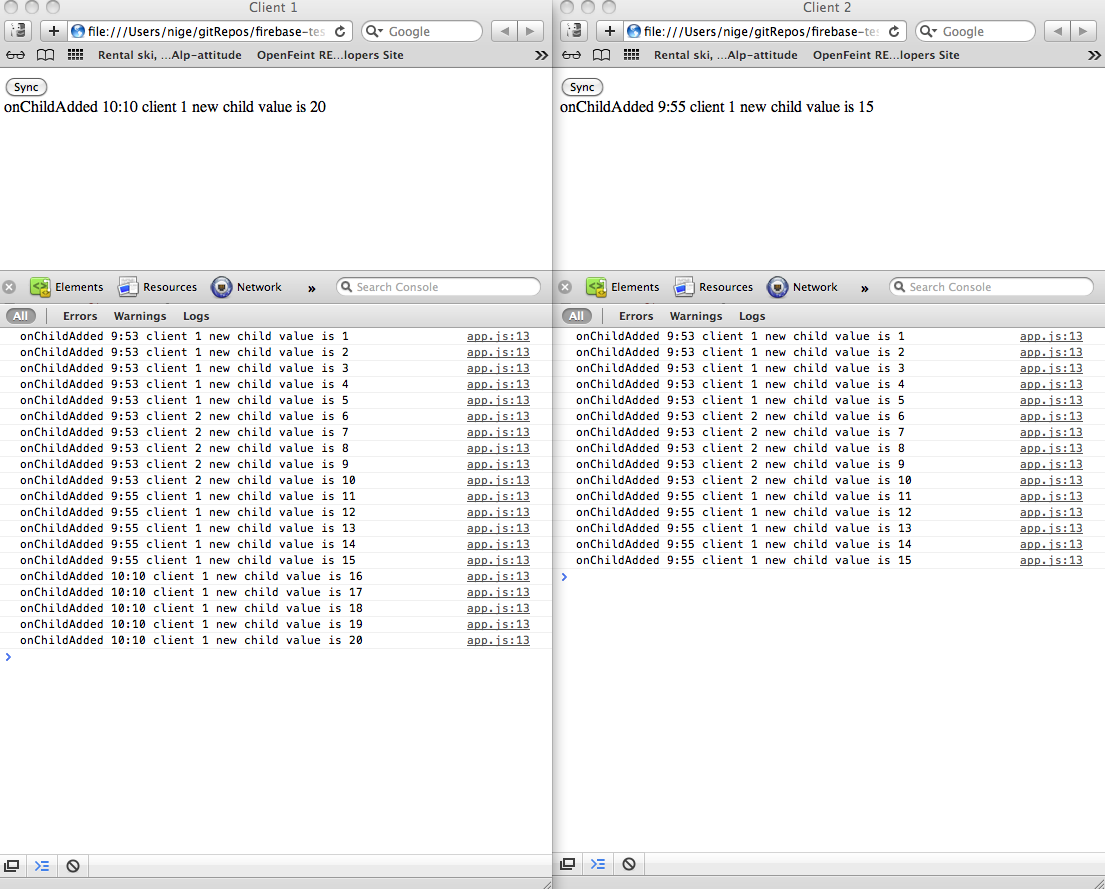 Client 1
file:///Users/nige/gitRepos/firebase-tes
Google
Rental ski, ...Alp-attitude OpenFeint RE...lopers Site
Sync
onChildAdded 10:10 client 1 new child value is 20
Elements Resources Network » Search Console
All Errors Warnings Logs
onChildAdded 9:53 client 1 new child value is 1 app.js:13
onChildAdded 9:53 client 1 new child value is 2 app.js:13
onChildAdded 9:53 client 1 new child value is 3 app.js:13
onChildAdded 9:53 client 1 new child value is 4 app.js:13
onChildAdded 9:53 client 1 new child value is 5 app.js:13
onChildAdded 9:53 client 2 new child value is 6 app.js:13
onChildAdded 9:53 client 2 new child value is 7 app.js:13
onChildAdded 9:53 client 2 new child value is 8 app.js:13
onChildAdded 9:53 client 2 new child value is 9 app.js:13
onChildAdded 9:53 client 2 new child value is 10 app.js:13
onChildAdded 9:55 client 1 new child value is 11 app.js:13
onChildAdded 9:55 client 1 new child value is 12 app.js:13
onChildAdded 9:55 client 1 new child value is 13 app.js:13
onChildAdded 9:55 client 1 new child value is 14 app.js:13
onChildAdded 9:55 client 1 new child value is 15 app.js:13
onChildAdded 10:10 client 1 new child value is 16 app.js:13
onChildAdded 10:10 client 1 new child value is 17 app.js:13
onChildAdded 10:10 client 1 new child value is 18 app.js:13
onChildAdded 10:10 client 1 new child value is 19 app.js:13
onChildAdded 10:10 client 1 new child value is 20 app.js:13
Client 2
file:///Users/nige/gitRepos/firebase-tes
Google
Rental ski, ...Alp-attitude OpenFeint RE...lopers Site
Sync
onChildAdded 9:55 client 1 new child value is 15
Elements Resources Network » Search Console
All Errors Warnings Logs
onChildAdded 9:53 client 1 new child value is 1 app.js:13
onChildAdded 9:53 client 1 new child value is 2 app.js:13
onChildAdded 9:53 client 1 new child value is 3 app.js:13
onChildAdded 9:53 client 1 new child value is 4 app.js:13
onChildAdded 9:53 client 1 new child value is 5 app.js:13
onChildAdded 9:53 client 2 new child value is 6 app.js:13
onChildAdded 9:53 client 2 new child value is 7 app.js:13
onChildAdded 9:53 client 2 new child value is 8 app.js:13
onChildAdded 9:53 client 2 new child value is 9 app.js:13
onChildAdded 9:53 client 2 new child value is 10 app.js:13
onChildAdded 9:55 client 1 new child value is 11 app.js:13
onChildAdded 9:55 client 1 new child value is 12 app.js:13
onChildAdded 9:55 client 1 new child value is 13 app.js:13
onChildAdded 9:55 client 1 new child value is 14 app.js:13
onChildAdded 9:55 client 1 new child value is 15 app.js:13